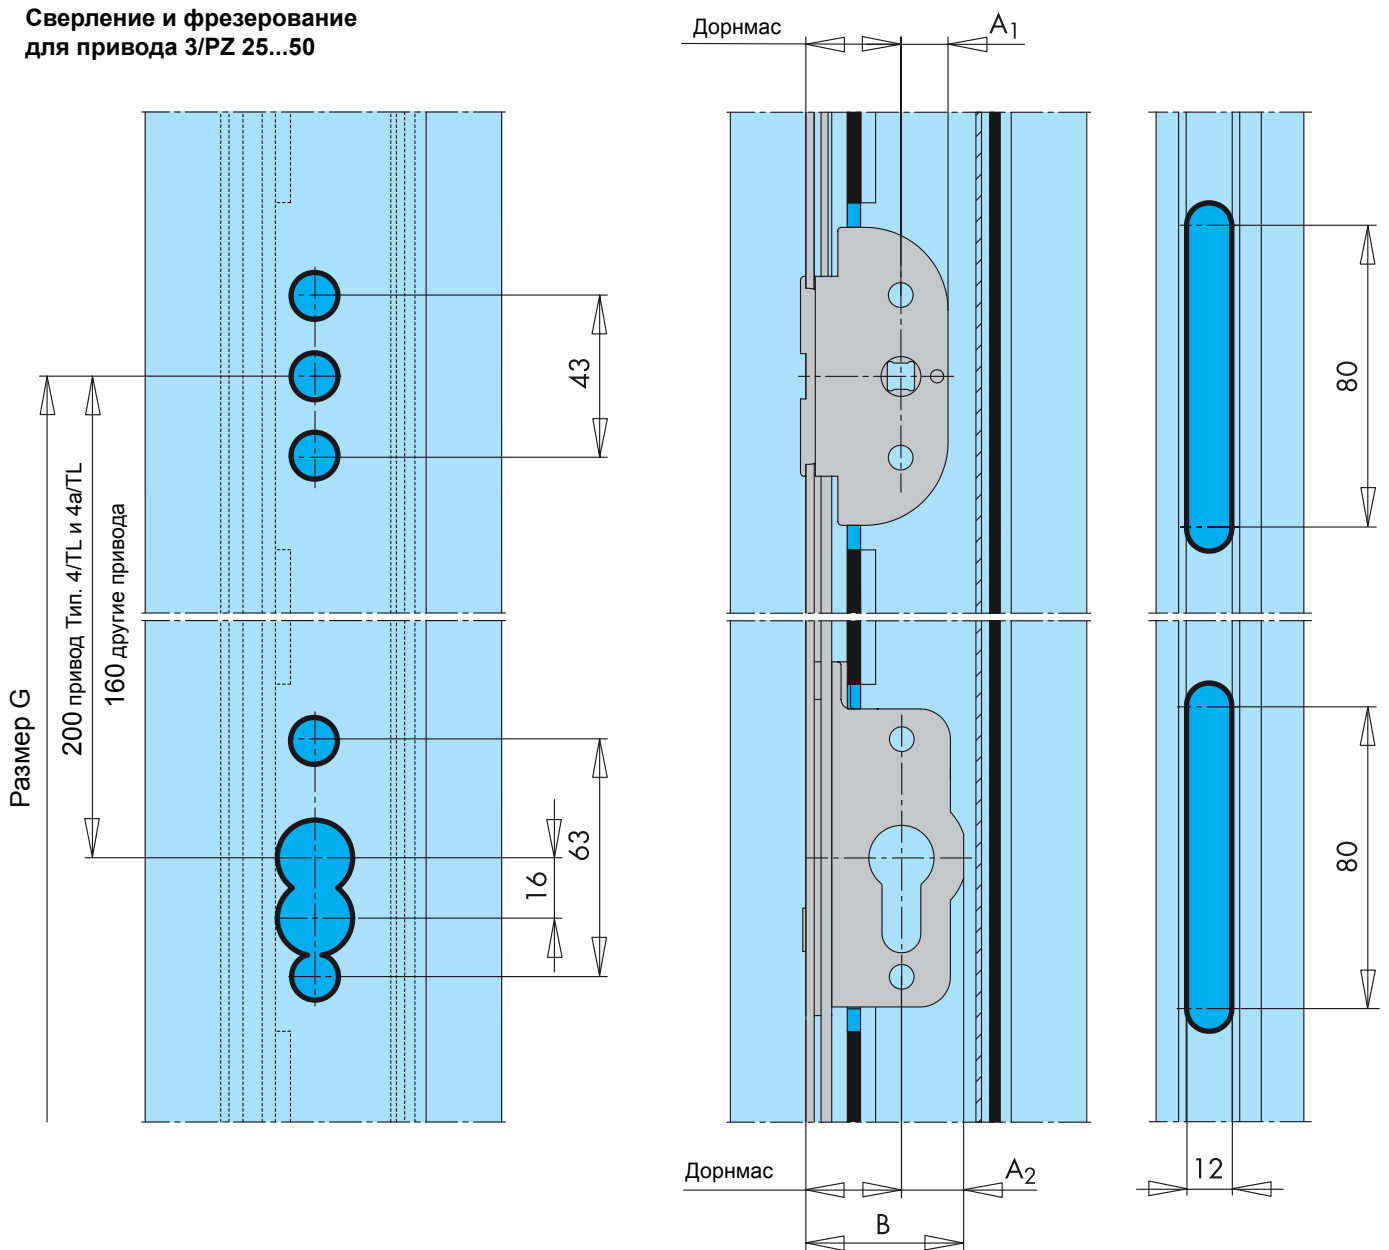 Сверление и фрезерование
для привода 3/PZ 25...50
Дорнмас
A1
43
80
Размер G
200 привод Тип. 4/TL и 4a/TL
160 другие привода
63
16
80
Дорнмас
A2
12
B